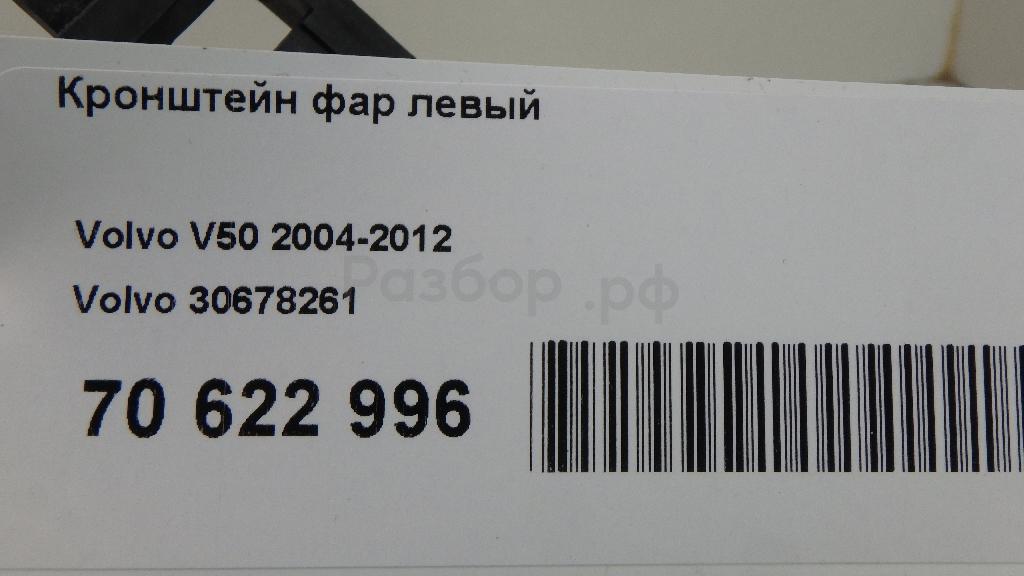 Кронштейн фар левый
Volvo V50 2004-2012
Разбор.рф
Volvo 30678261
70 622 996